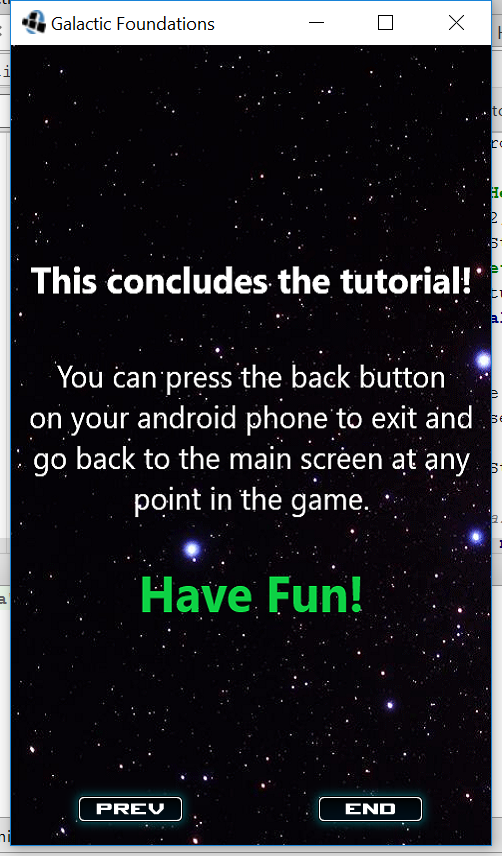 Galactic Foundations
This concludes the tutorial!
You can press the back button
on your android phone to exit and
go back to the main screen at any
point in the game.
Have Fun!
PREV
END